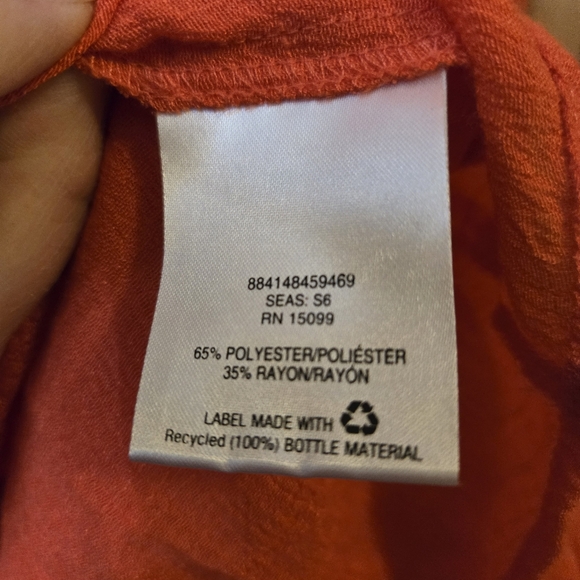 884148459469
SEAS: S6
RN 15099
65% POLYESTER/POLIÉSTER
35% RAYON/RAYÓN
LABEL MADE WITH
Recycled (100%) BOTTLE MATERIAL